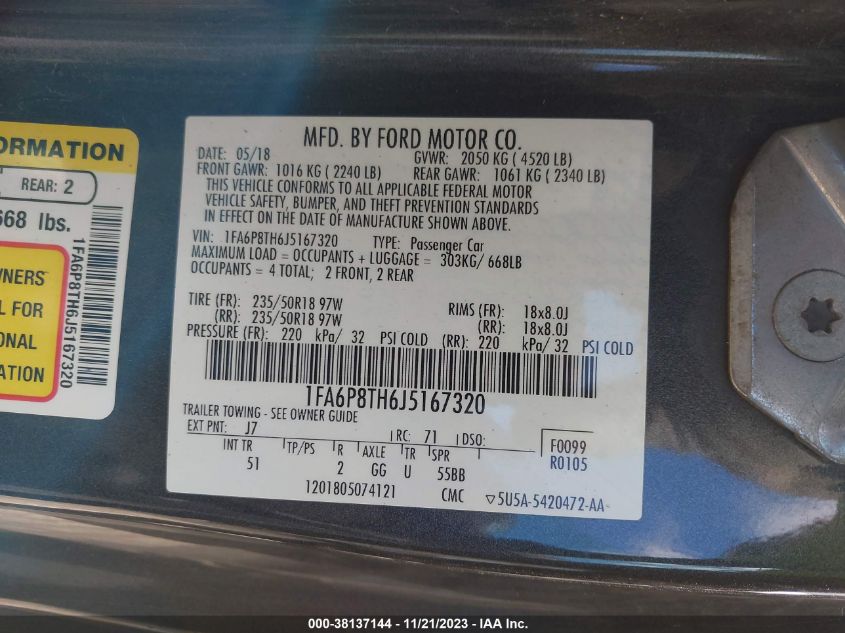 ORMATION
REAR: 2
668 lbs.
1FA6P8TH6J5167320
WNERS
L FOR
ONAL
ATION
MFD. BY FORD MOTOR CO.
DATE: 05/18 GVWR: 2050 KG ( 4520 LB)
FRONT GAWR: 1016 KG ( 2240 LB) REAR GAWR: 1061 KG ( 2340 LB)
THIS VEHICLE CONFORMS TO ALL APPLICABLE FEDERAL MOTOR
VEHICLE SAFETY, BUMPER, AND THEFT PREVENTION STANDARDS
IN EFFECT ON THE DATE OF MANUFACTURE SHOWN ABOVE.
VIN: 1FA6P8TH6J5167320 TYPE: Passenger Car
MAXIMUM LOAD = OCCUPANTS + LUGGAGE = 303KG/ 668LB
OCCUPANTS = 4 TOTAL; 2 FRONT, 2 REAR
TIRE (FR): 235/50R18 97W RIMS (FR): 18x8.0J
(RR): 235/50R18 97W (RR): 18x8.0J
PRESSURE (FR): 220 kPa/ 32 PSI COLD (RR): 220 kPa/ 32 PSI COLD
1FA6P8TH6J5167320
TRAILER TOWING - SEE OWNER GUIDE
EXT PNT: J7 RC: 71 DSO: F0099
INT TR TP/PS R AXLE TR SPR R0105
51 2 GG U 55BB
1201805074121 CMC ▽5U5A-5420472-AA-
000-38137144 - 11/21/2023 - IAA Inc.